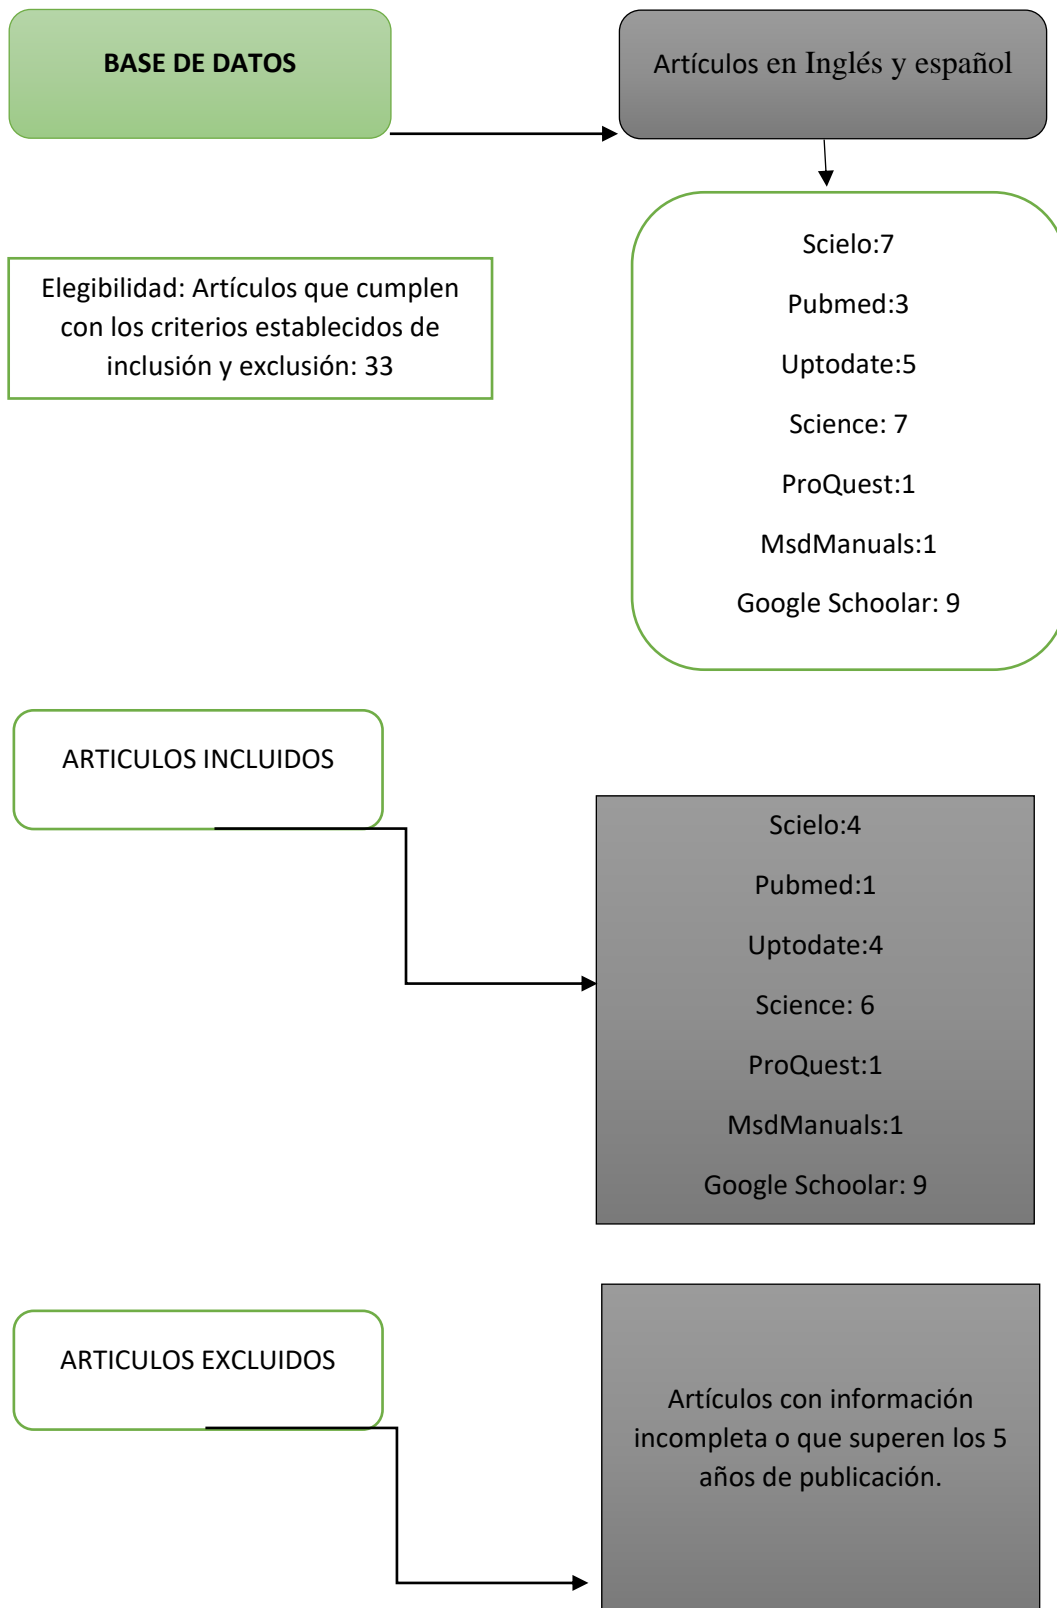 BASE DE DATOS
Artículos en Inglés y español
Elegibilidad: Artículos que cumplen
con los criterios establecidos de
inclusión y exclusión: 33
Scielo:7
Pubmed:3
Uptodate:5
Science: 7
ProQuest:1
MsdManuals:1
Google Schoolar: 9
ARTICULOS INCLUIDOS
Scielo:4
Pubmed:1
Uptodate:4
Science: 6
ProQuest:1
MsdManuals:1
Google Schoolar: 9
ARTICULOS EXCLUIDOS
Artículos con información
incompleta o que superen los 5
años de publicación.